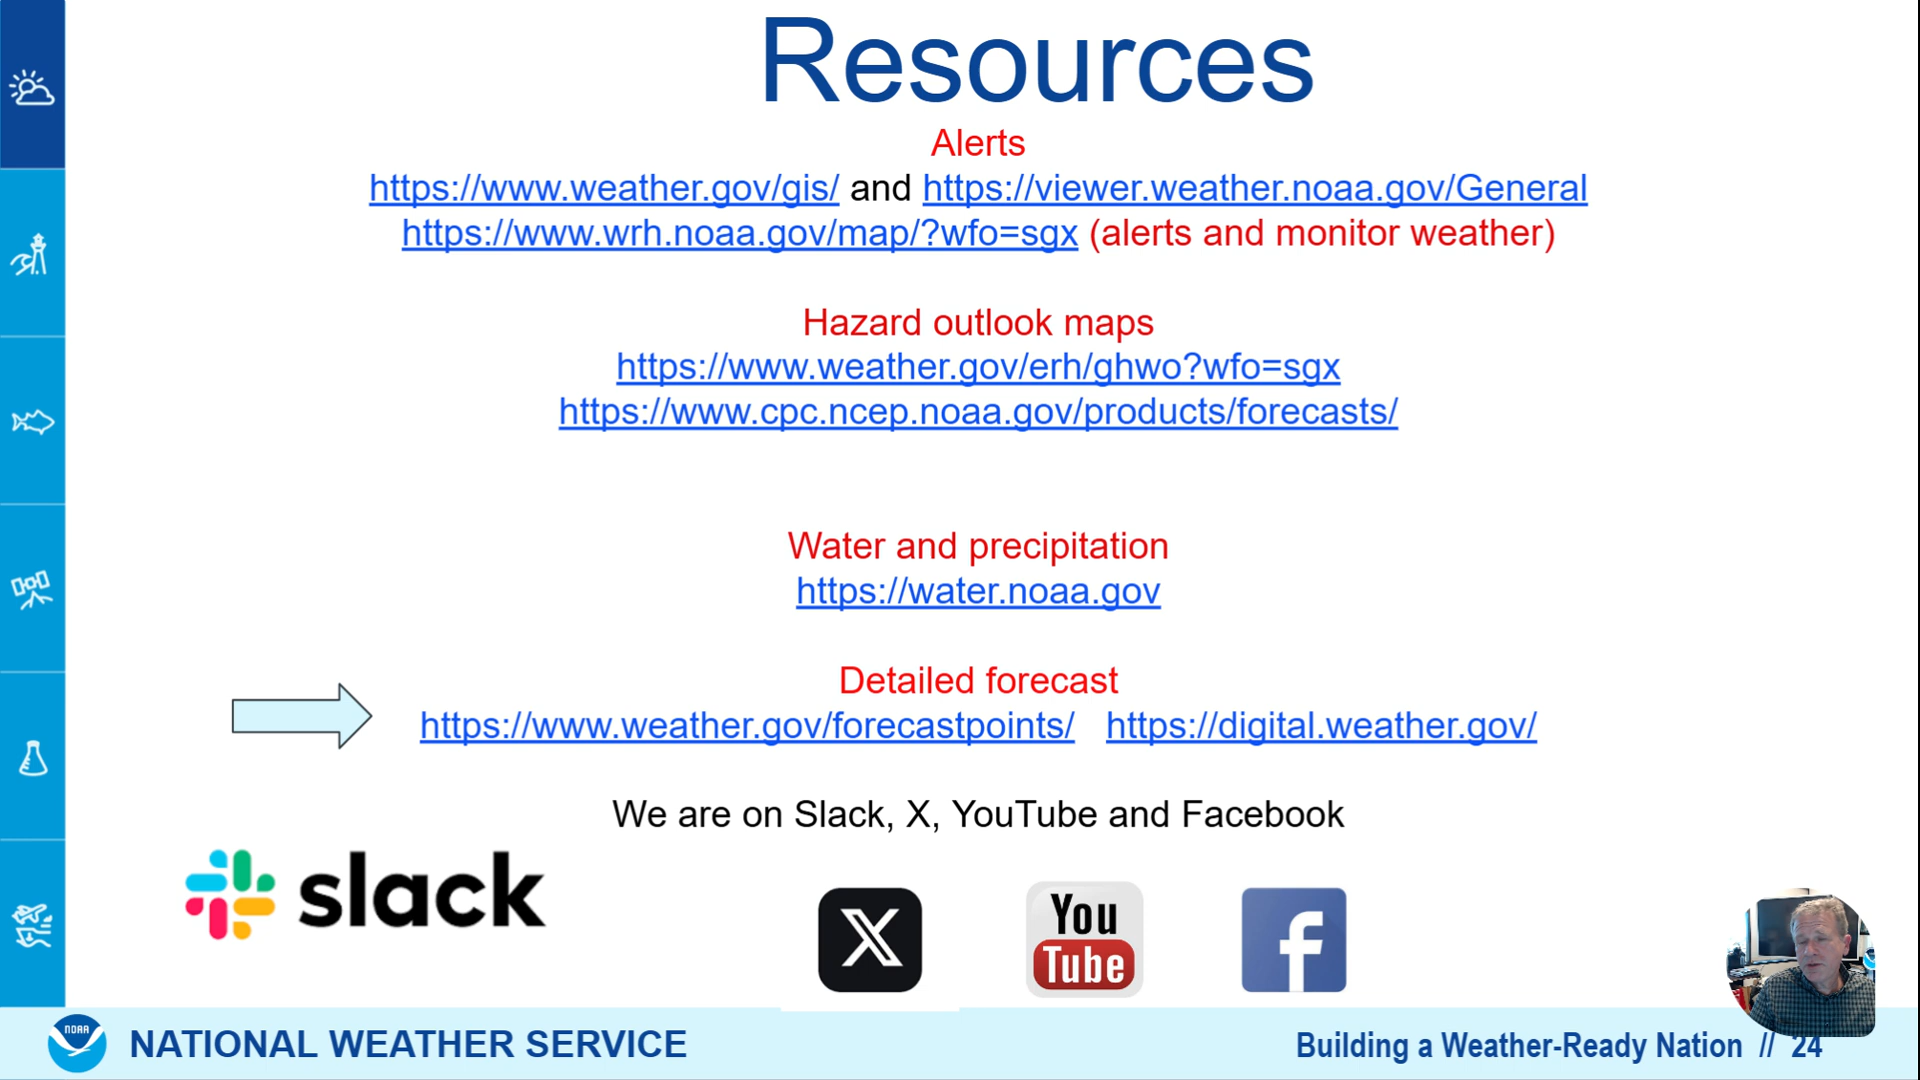 Resources
Alerts
https://www.weather.gov/gis/ and https://viewer.weather.noaa.gov/General
https://www.wrh.noaa.gov/map/?wfo=sgx (alerts and monitor weather)
Hazard outlook maps
https://www.weather.gov/erh/ghwo?wfo=sgx
https://www.cpc.ncep.noaa.gov/products/forecasts/
Water and precipitation
https://water.noaa.gov
Detailed forecast
https://www.weather.gov/forecastpoints/ https://digital.weather.gov/
We are on Slack, X, YouTube and Facebook
slack
X
You
Tube
f
NOAA
NATIONAL WEATHER SERVICE
Building a Weather-Ready Nation // 24